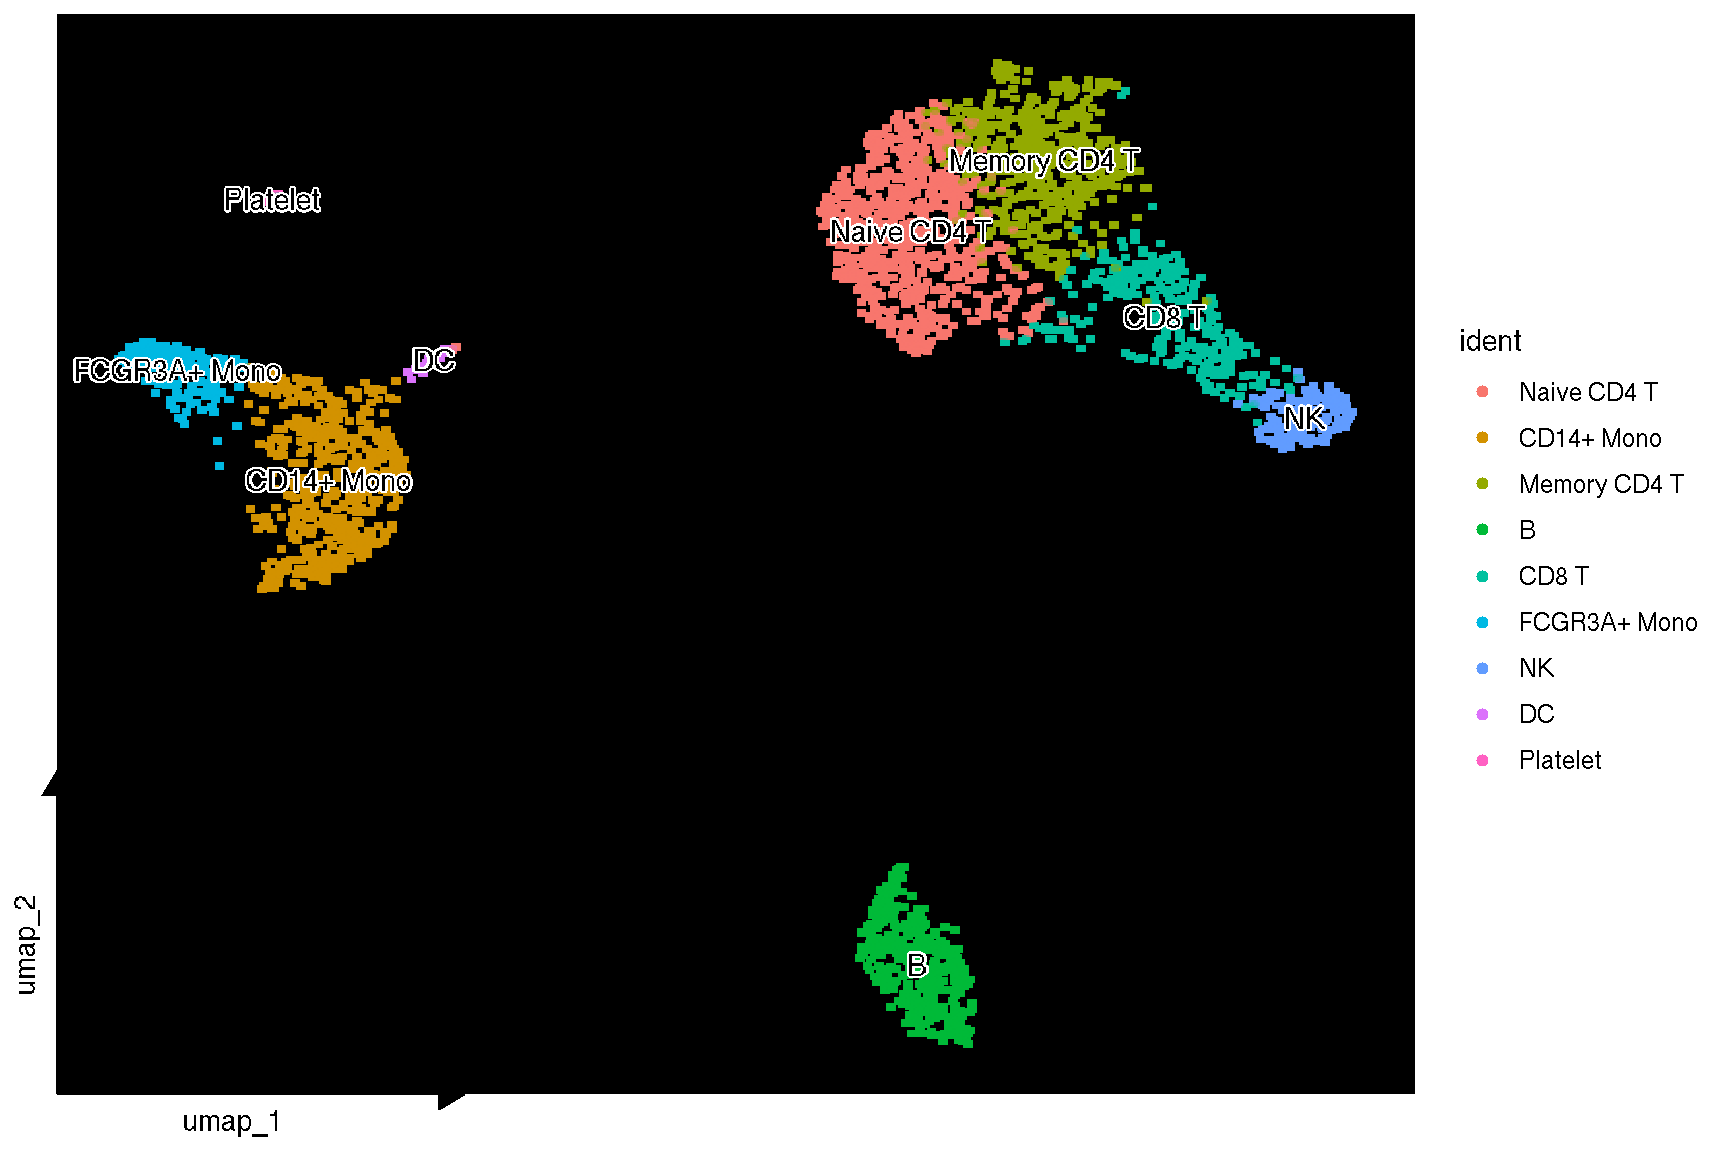 Memory CD4 T
Platelet
Naive CD4 T
CD8 T
DC
FCGR3A+ Mono
NK
CD14+ Mono
B
umap_2
umap_1
ident
Naive CD4 T
CD14+ Mono
Memory CD4 T
B
CD8 T
FCGR3A+ Mono
NK
DC
Platelet